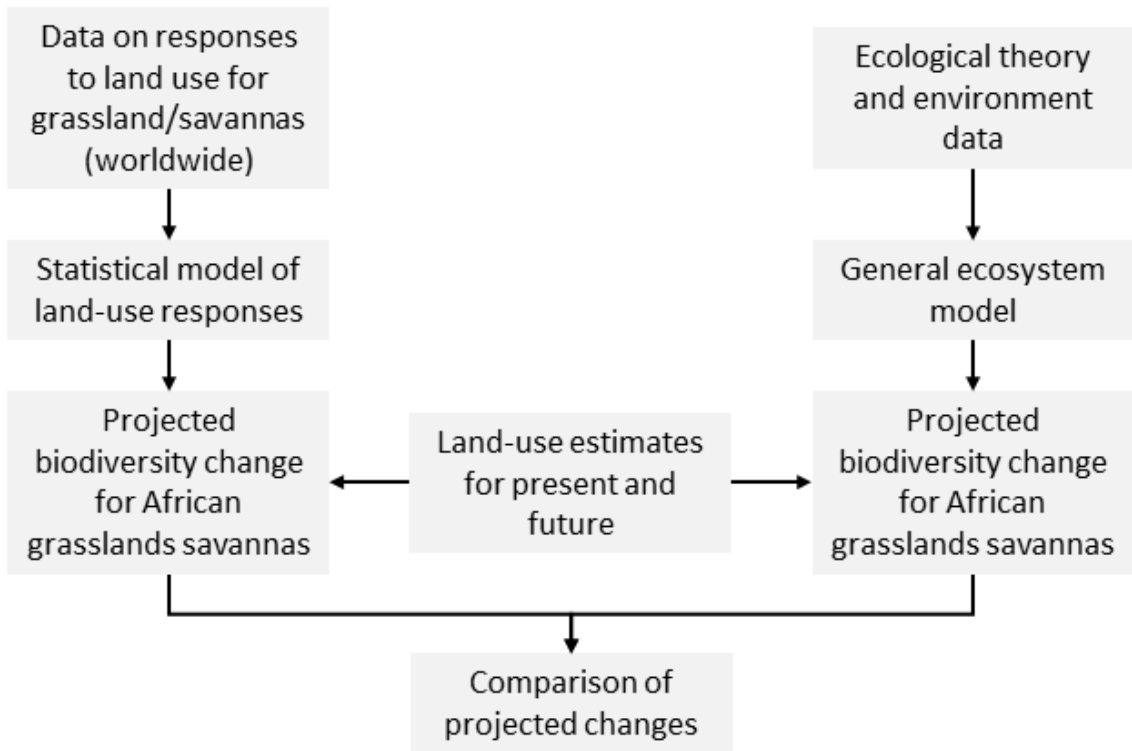 Data on responses
to land use for
grassland/savannas
(worldwide)
Ecological theory
and environment
data
Statistical model of
land-use responses
General ecosystem
model
Projected
biodiversity change
for African
grasslands savannas
Land-use estimates
for present and
future
Projected
biodiversity change
for African
grasslands savannas
Comparison of
projected changes